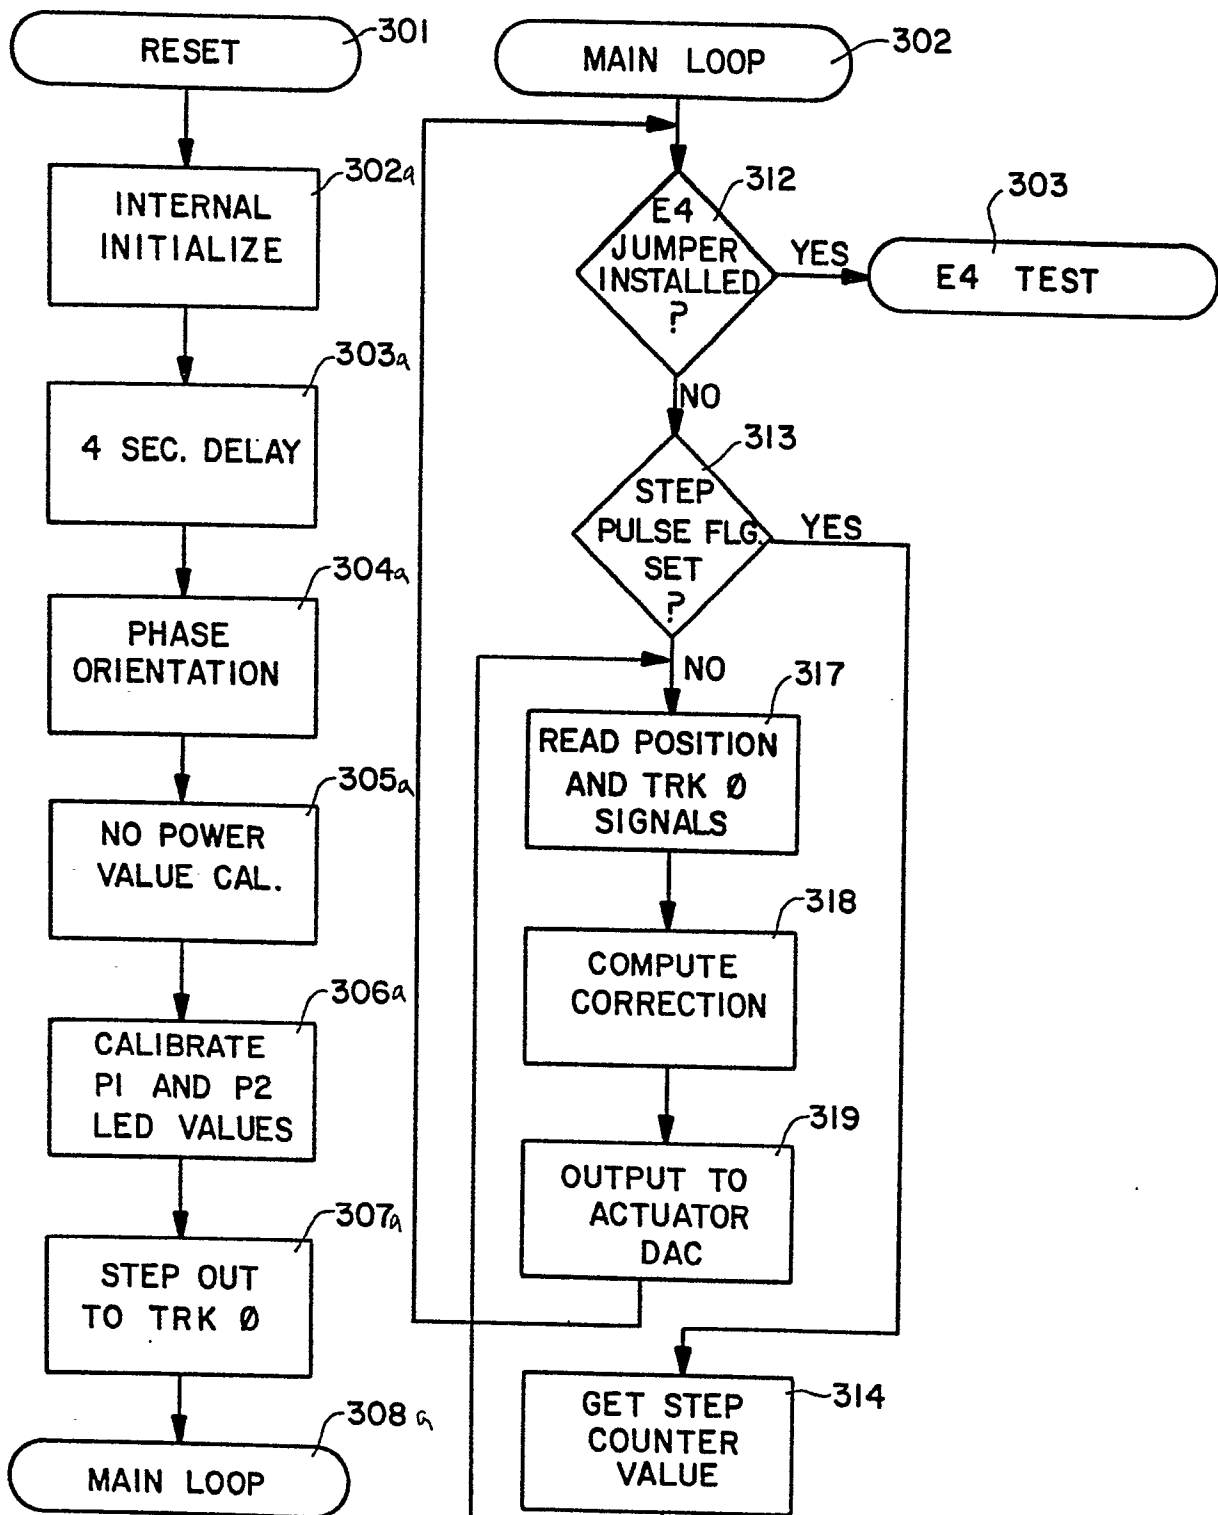 RESET
301
INTERNAL
INITIALIZE
302a
4 SEC. DELAY
303a
PHASE
ORIENTATION
304a
NO POWER
VALUE CAL.
305a
CALIBRATE
P1 AND P2
LED VALUES
306a
STEP OUT
TO TRK Ø
307a
MAIN LOOP
308a
MAIN LOOP
302
E4
JUMPER
INSTALLED
?
312
YES
E4 TEST
303
NO
STEP
PULSE FLG.
SET
?
313
YES
NO
READ POSITION
AND TRK Ø
SIGNALS
317
COMPUTE
CORRECTION
318
OUTPUT TO
ACTUATOR
DAC
319
GET STEP
COUNTER
VALUE
314